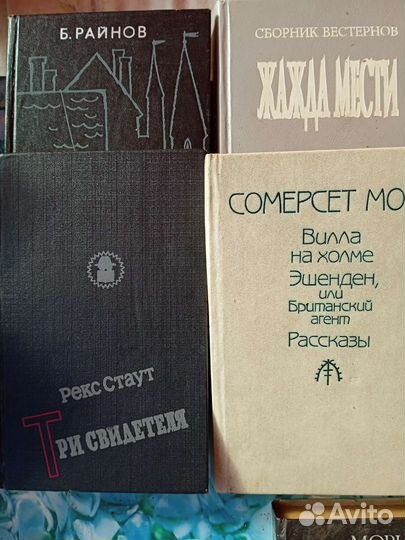 Б. РАЙНОВ
СБОРНИК ВЕСТЕРНОВ
ЖАЖДА МЕСТИ
РЕКС СТАУТ
ТРИ СВИДЕТЕЛЯ
СОМЕРСЕТ МО
Вилла
на холме
Эшенден,
или
Британский
агент
Рассказы
Avito